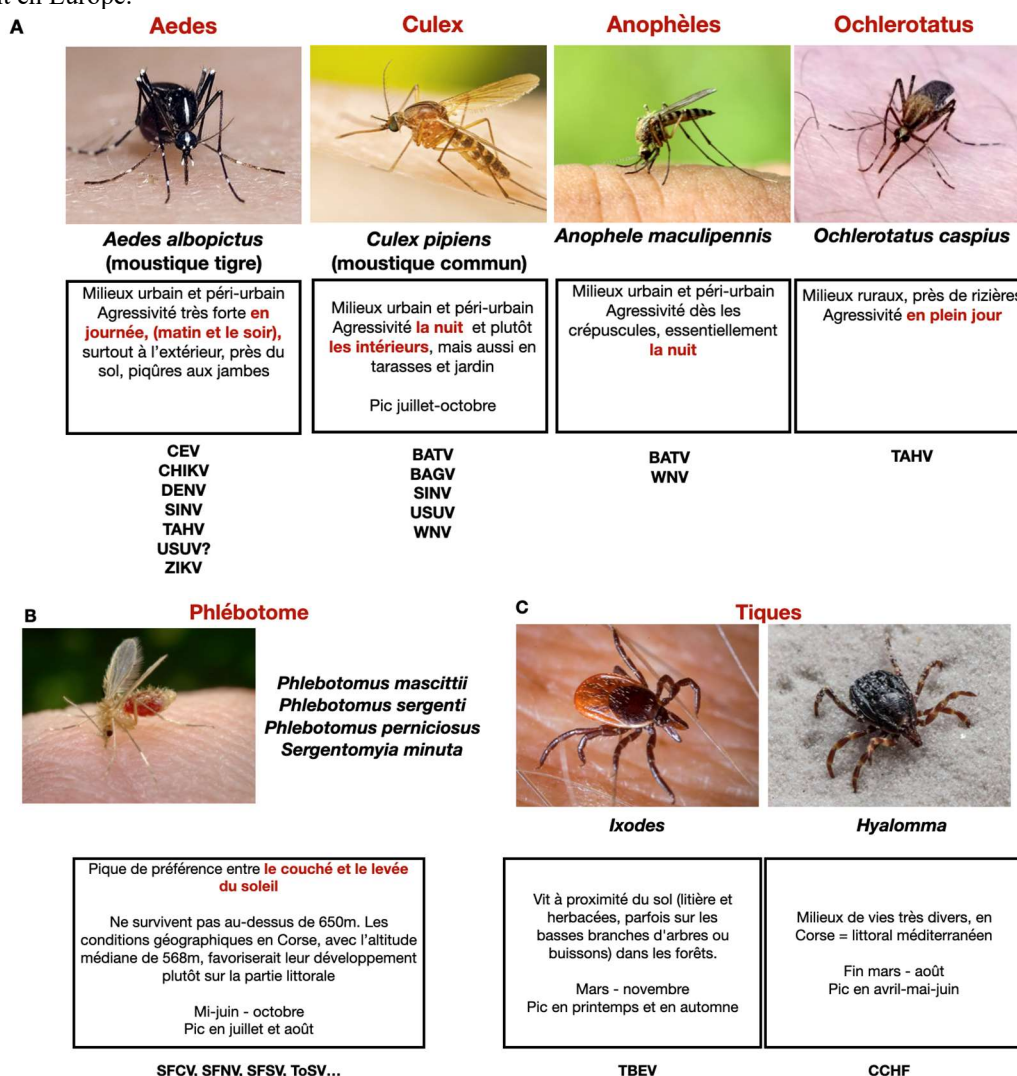 it en Europe.
A
Aedes
Culex
Anophèles
Ochlerotatus
Aedes albopictus
(moustique tigre)
Culex pipiens
(moustique commun)
Anophele maculipennis
Ochlerotatus caspius
Milieux urbain et péri-urbain
Agressivité très forte en
journée, (matin et le soir),
surtout à l'extérieur, près du
sol, piqûres aux jambes
Milieux urbain et péri-urbain
Agressivité la nuit et plutôt
les intérieurs, mais aussi en
tarasses et jardin
Pic juillet-octobre
Milieux urbain et péri-urbain
Agressivité dès les
crépuscules, essentiellement
la nuit
Milieux ruraux, près de rizières
Agressivité en plein jour
CEV
CHIKV
DENV
SINV
TAHV
USUV?
ZIKV
BATV
BAGV
SINV
USUV
WNV
BATV
WNV
TAHV
B
Phlébotome
Phlebotomus mascittii
Phlebotomus sergenti
Phlebotomus perniciosus
Sergentomyia minuta
Pique de préférence entre le couché et le levée
du soleil
Ne survivent pas au-dessus de 650m. Les
conditions géographiques en Corse, avec l'altitude
médiane de 568m, favoriserait leur développement
plutôt sur la partie littorale
Mi-juin - octobre
Pic en juillet et août
SFCV, SFNV, SFSV, ToSV...
C
Tiques
Ixodes
Hyalomma
Vit à proximité du sol (litière et
herbacées, parfois sur les
basses branches d'arbres ou
buissons) dans les forêts.
Mars - novembre
Pic en printemps et en automne
Milieux de vies très divers, en
Corse = littoral méditerranéen
Fin mars - août
Pic en avril-mai-juin
TBEV
CCHF